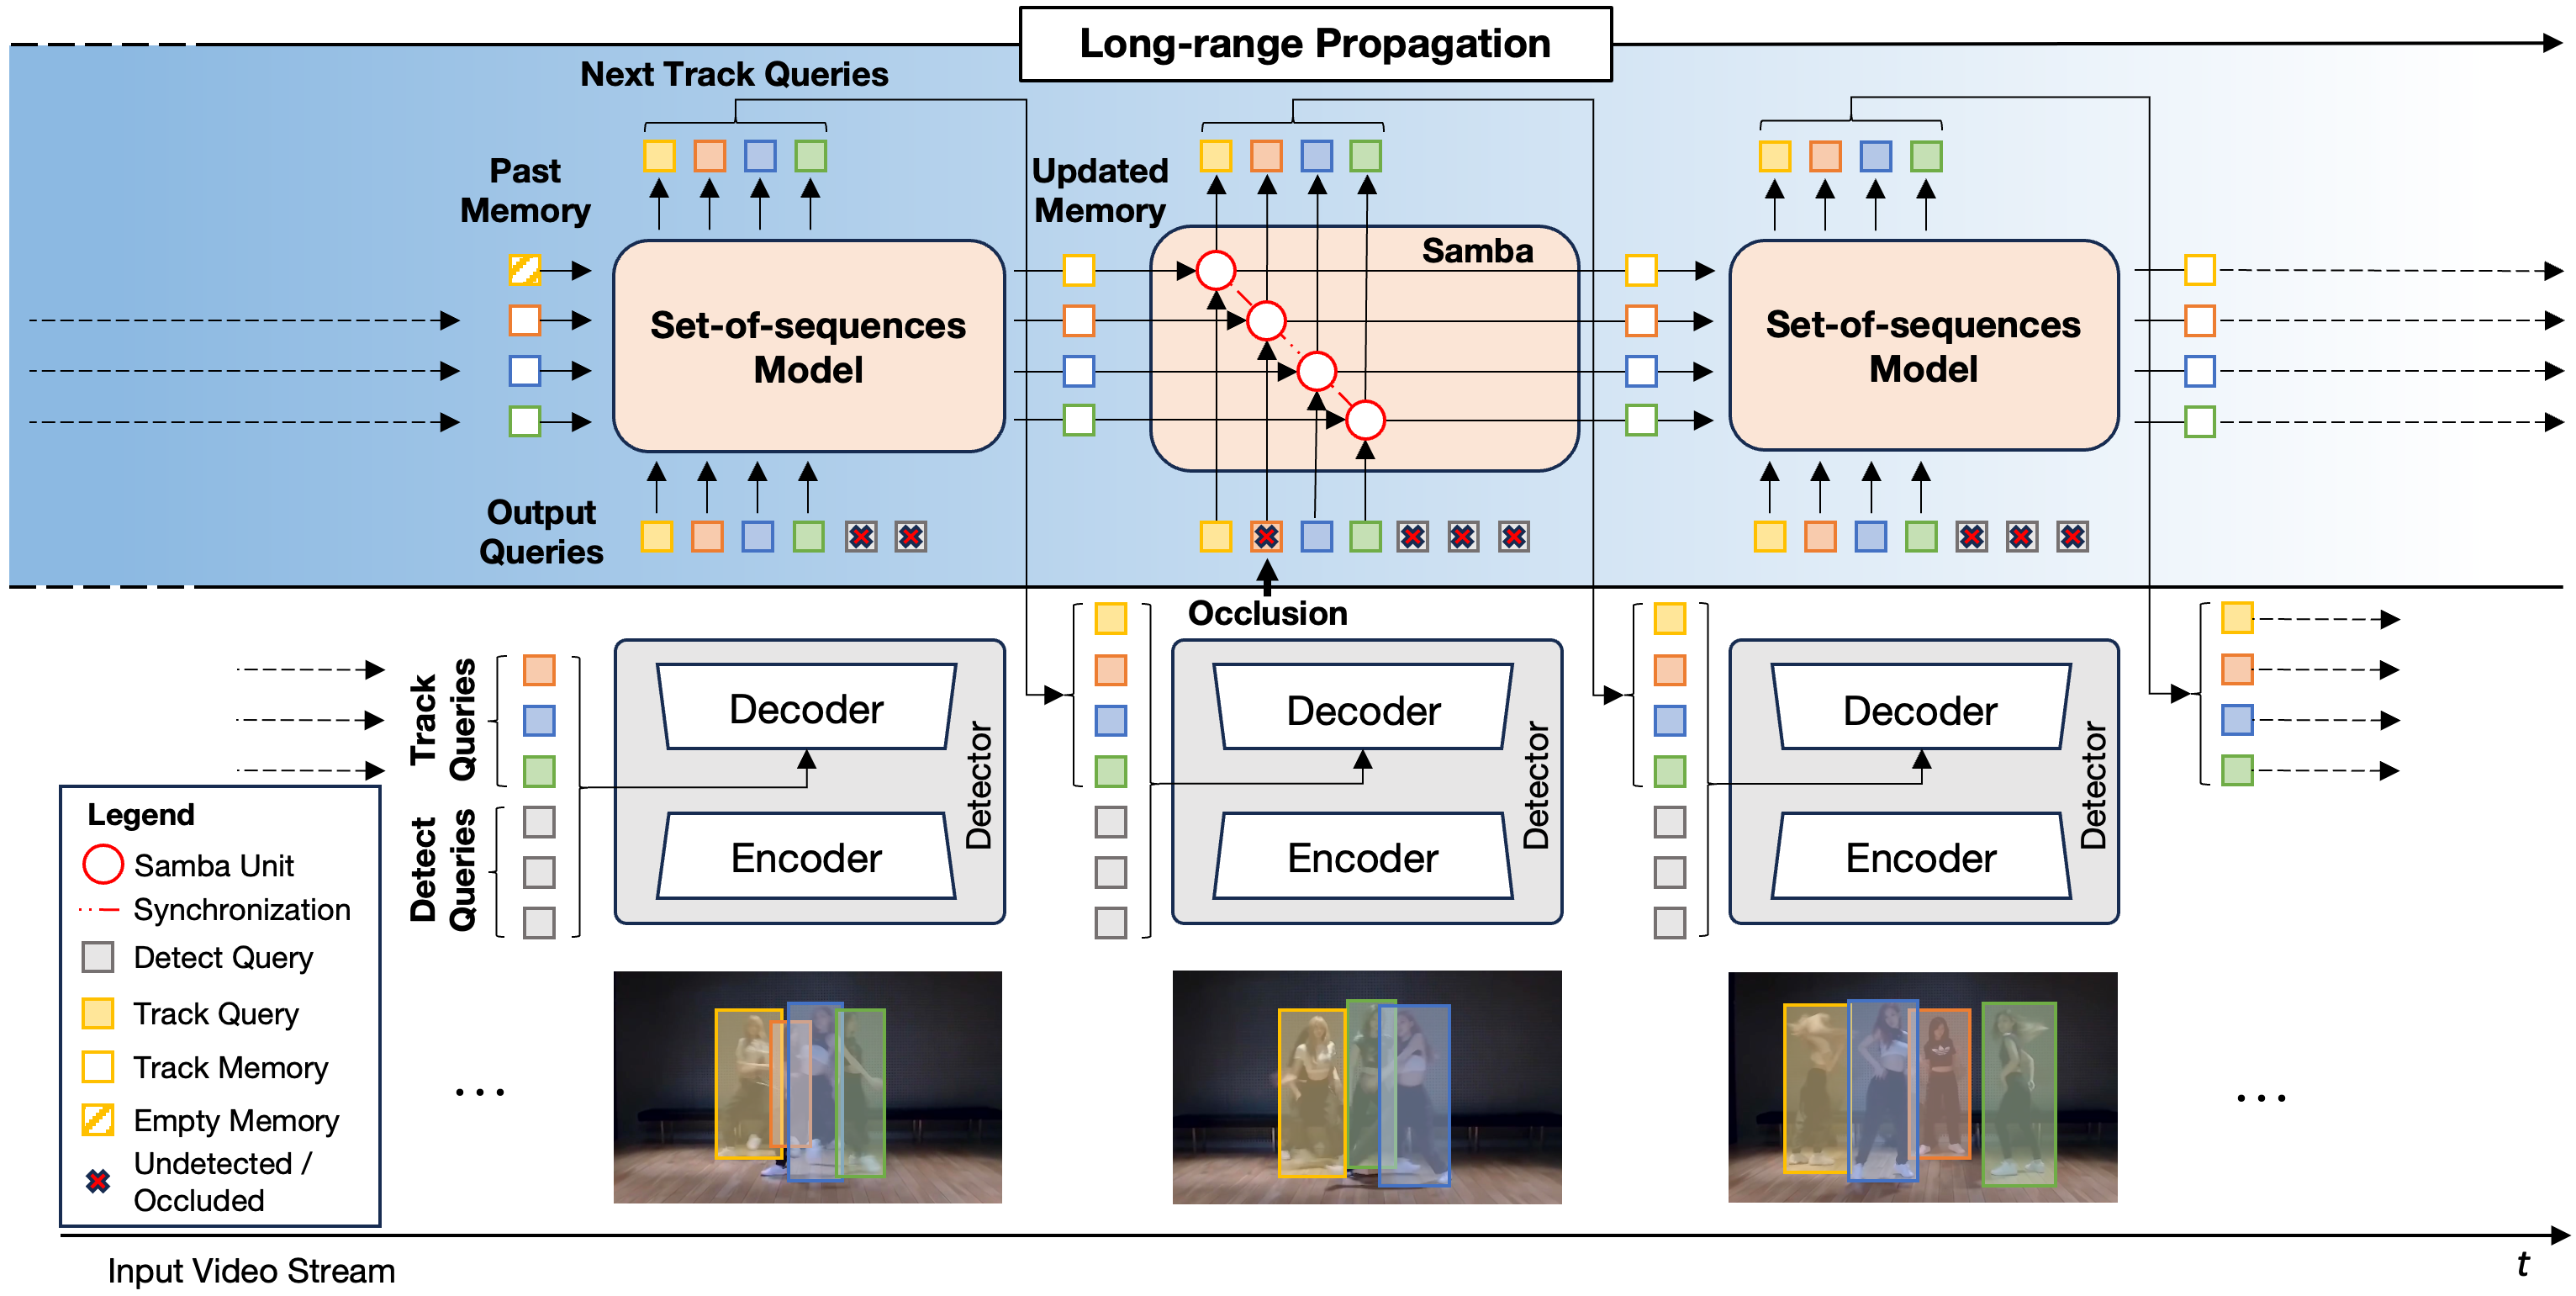 Long-range Propagation
Next Track Queries
Past
Memory
Updated
Memory
Samba
Set-of-sequences
Model
Set-of-sequences
Model
Output
Queries
Occlusion
Track
Queries
Detect
Queries
Decoder
Encoder
Detector
Decoder
Encoder
Detector
Decoder
Encoder
Detector
Legend
Samba Unit
Synchronization
Detect Query
Track Query
Track Memory
Empty Memory
Undetected /
Occluded
...
...
Input Video Stream
t